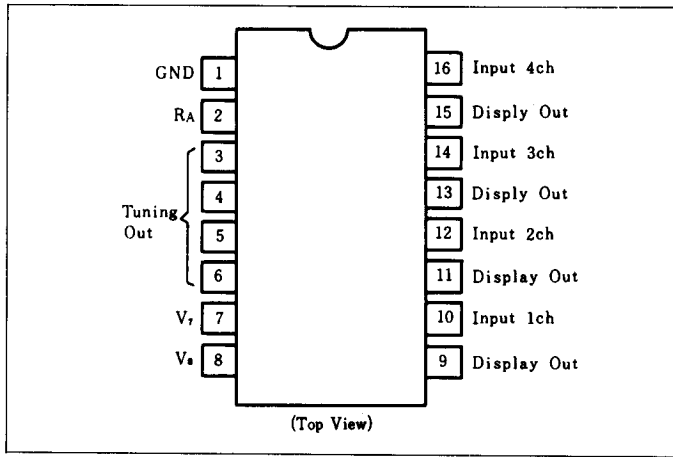 GND 1
RA 2
3
4
Tuning
Out
5
6
V7 7
V8 8
16 Input 4ch
15 Disply Out
14 Input 3ch
13 Disply Out
12 Input 2ch
11 Display Out
10 Input 1ch
9 Display Out
(Top View)